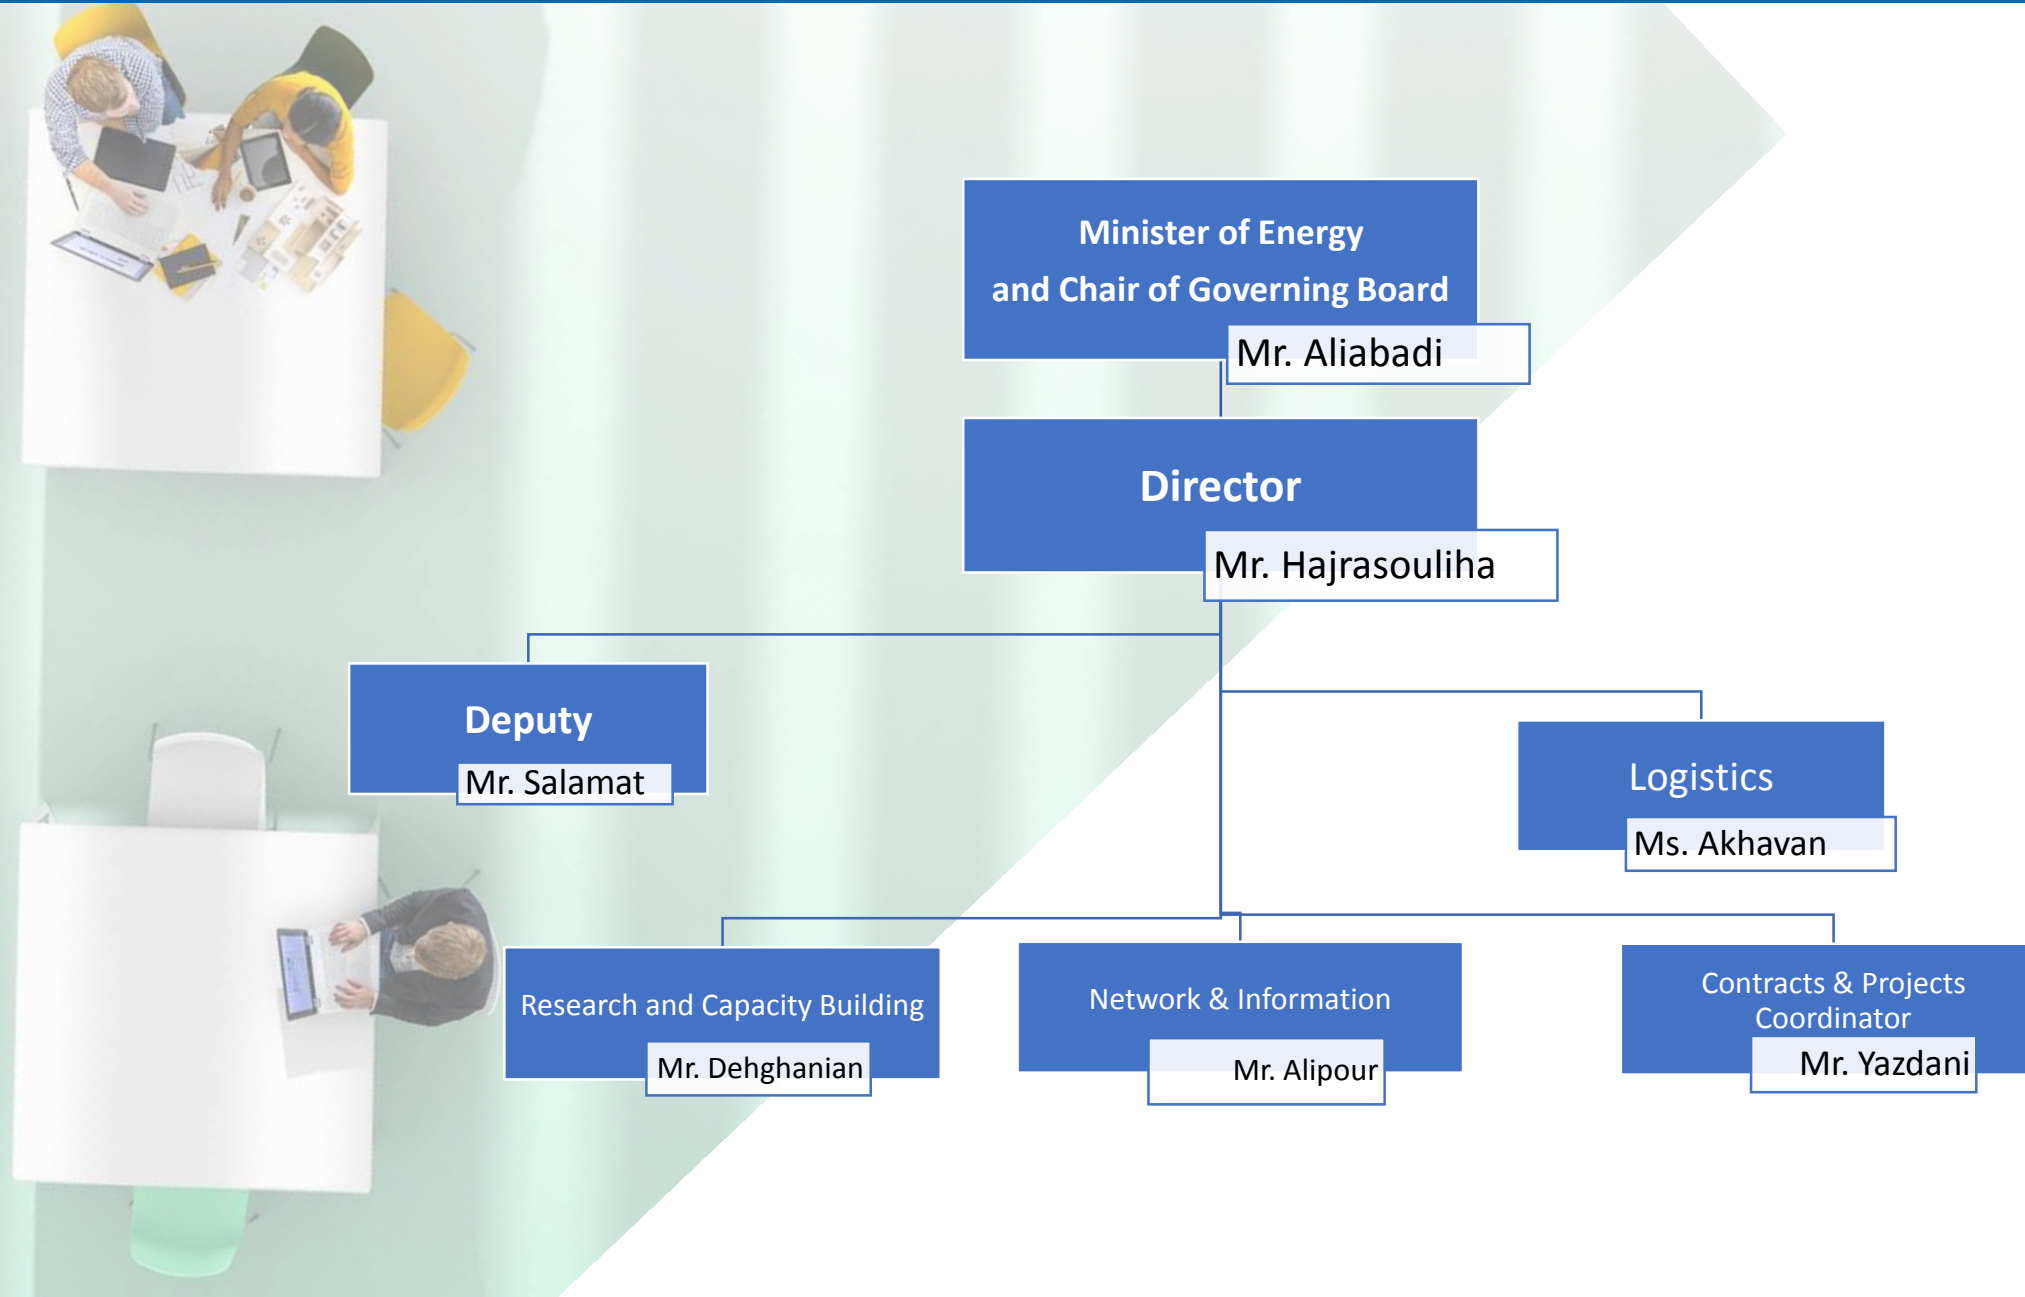 Minister of Energy
and Chair of Governing Board
Mr. Aliabadi
Director
Mr. Hajrasouliha
Deputy
Mr. Salamat
Logistics
Ms. Akhavan
Research and Capacity Building
Mr. Dehghanian
Network & Information
Mr. Alipour
Contracts & Projects
Coordinator
Mr. Yazdani